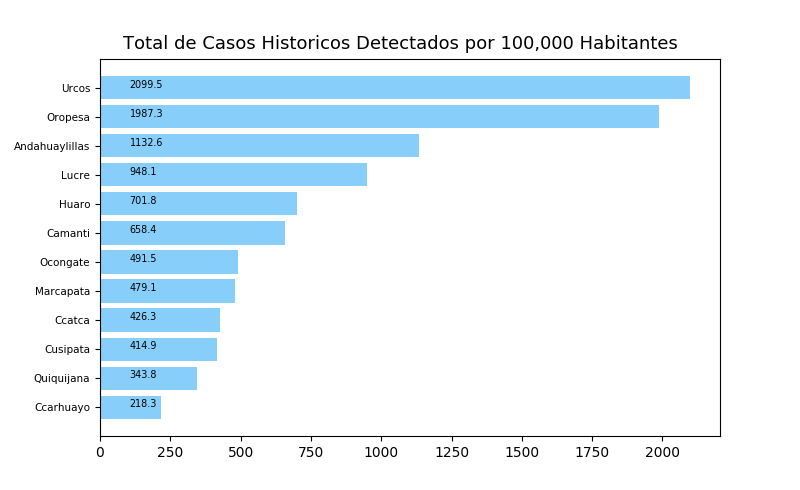 Total de Casos Historicos Detectados por 100,000 Habitantes
Urcos 2099.5
Oropesa 1987.3
Andahuaylillas 1132.6
Lucre 948.1
Huaro 701.8
Camanti 658.4
Ocongate 491.5
Marcapata 479.1
Ccatca 426.3
Cusipata 414.9
Quiquijana 343.8
Ccarhuayo 218.3
0 250 500 750 1000 1250 1500 1750 2000